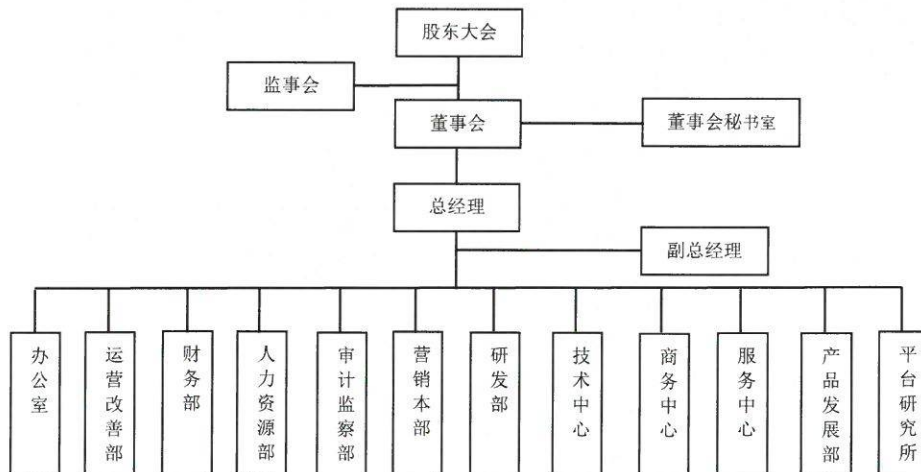 股东大会
监事会
董事会
董事会秘书室
总经理
副总经理
办公室
运营改善部
财务部
人力资源部
审计监察部
营销本部
研发部
技术中心
商务中心
服务中心
产品发展部
平台研究所